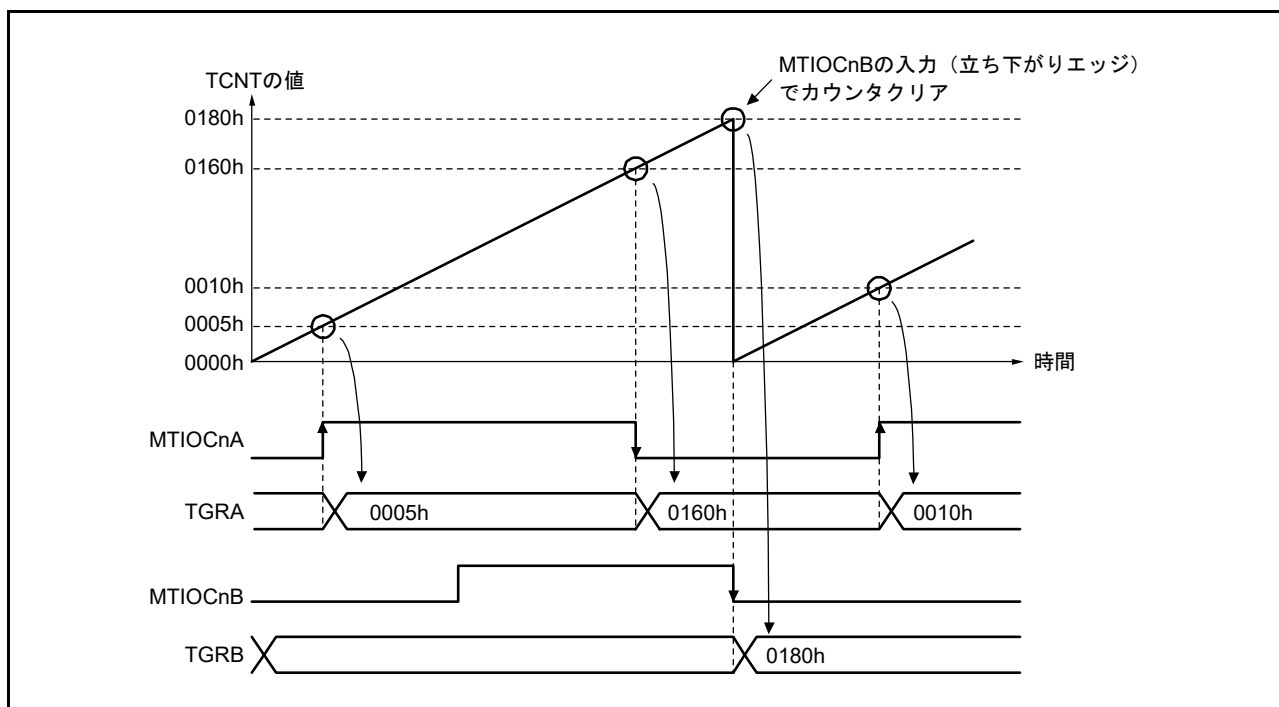 MTIOCnBの入力（立ち下がりエッジ）
でカウンタクリア
TCNTの値
0180h
0160h
0010h
0005h
0000h
時間
MTIOCnA
TGRA
0005h
0160h
0010h
MTIOCnB
TGRB
0180h